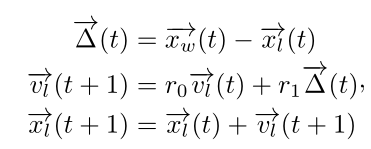 $\overrightarrow{\Delta}(t) = \overrightarrow{x_w}(t) - \overrightarrow{x_l}(t)$
$\overrightarrow{v_l}(t+1) = r_0\overrightarrow{v_l}(t) + r_1\overrightarrow{\Delta}(t),$
$\overrightarrow{x_l}(t+1) = \overrightarrow{x_l}(t) + \overrightarrow{v_l}(t+1)$